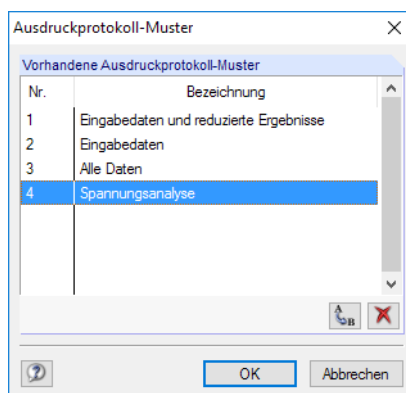 Ausdruckprotokoll-Muster
Vorhandene Ausdruckprotokoll-Muster
Nr. Bezeichnung
1 Eingabedaten und reduzierte Ergebnisse
2 Eingabedaten
3 Alle Daten
4 Spannungsanalyse
A B
OK Abbrechen